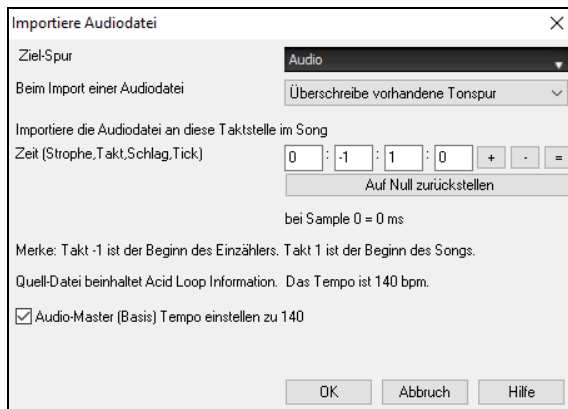 Importiere Audiodatei
Ziel-Spur
Audio
Beim Import einer Audiodatei
Überschreibe vorhandene Tonspur
Importiere die Audiodatei an diese Taktstelle im Song
Zeit (Strophe,Takt,Schlag,Tick)
0 : -1 : 1 : 0 + - =
Auf Null zurückstellen
bei Sample 0 = 0 ms
Merke: Takt -1 ist der Beginn des Einzählers. Takt 1 ist der Beginn des Songs.
Quell-Datei beinhaltet Acid Loop Information. Das Tempo ist 140 bpm.
Audio-Master (Basis) Tempo einstellen zu 140
OK Abbruch Hilfe